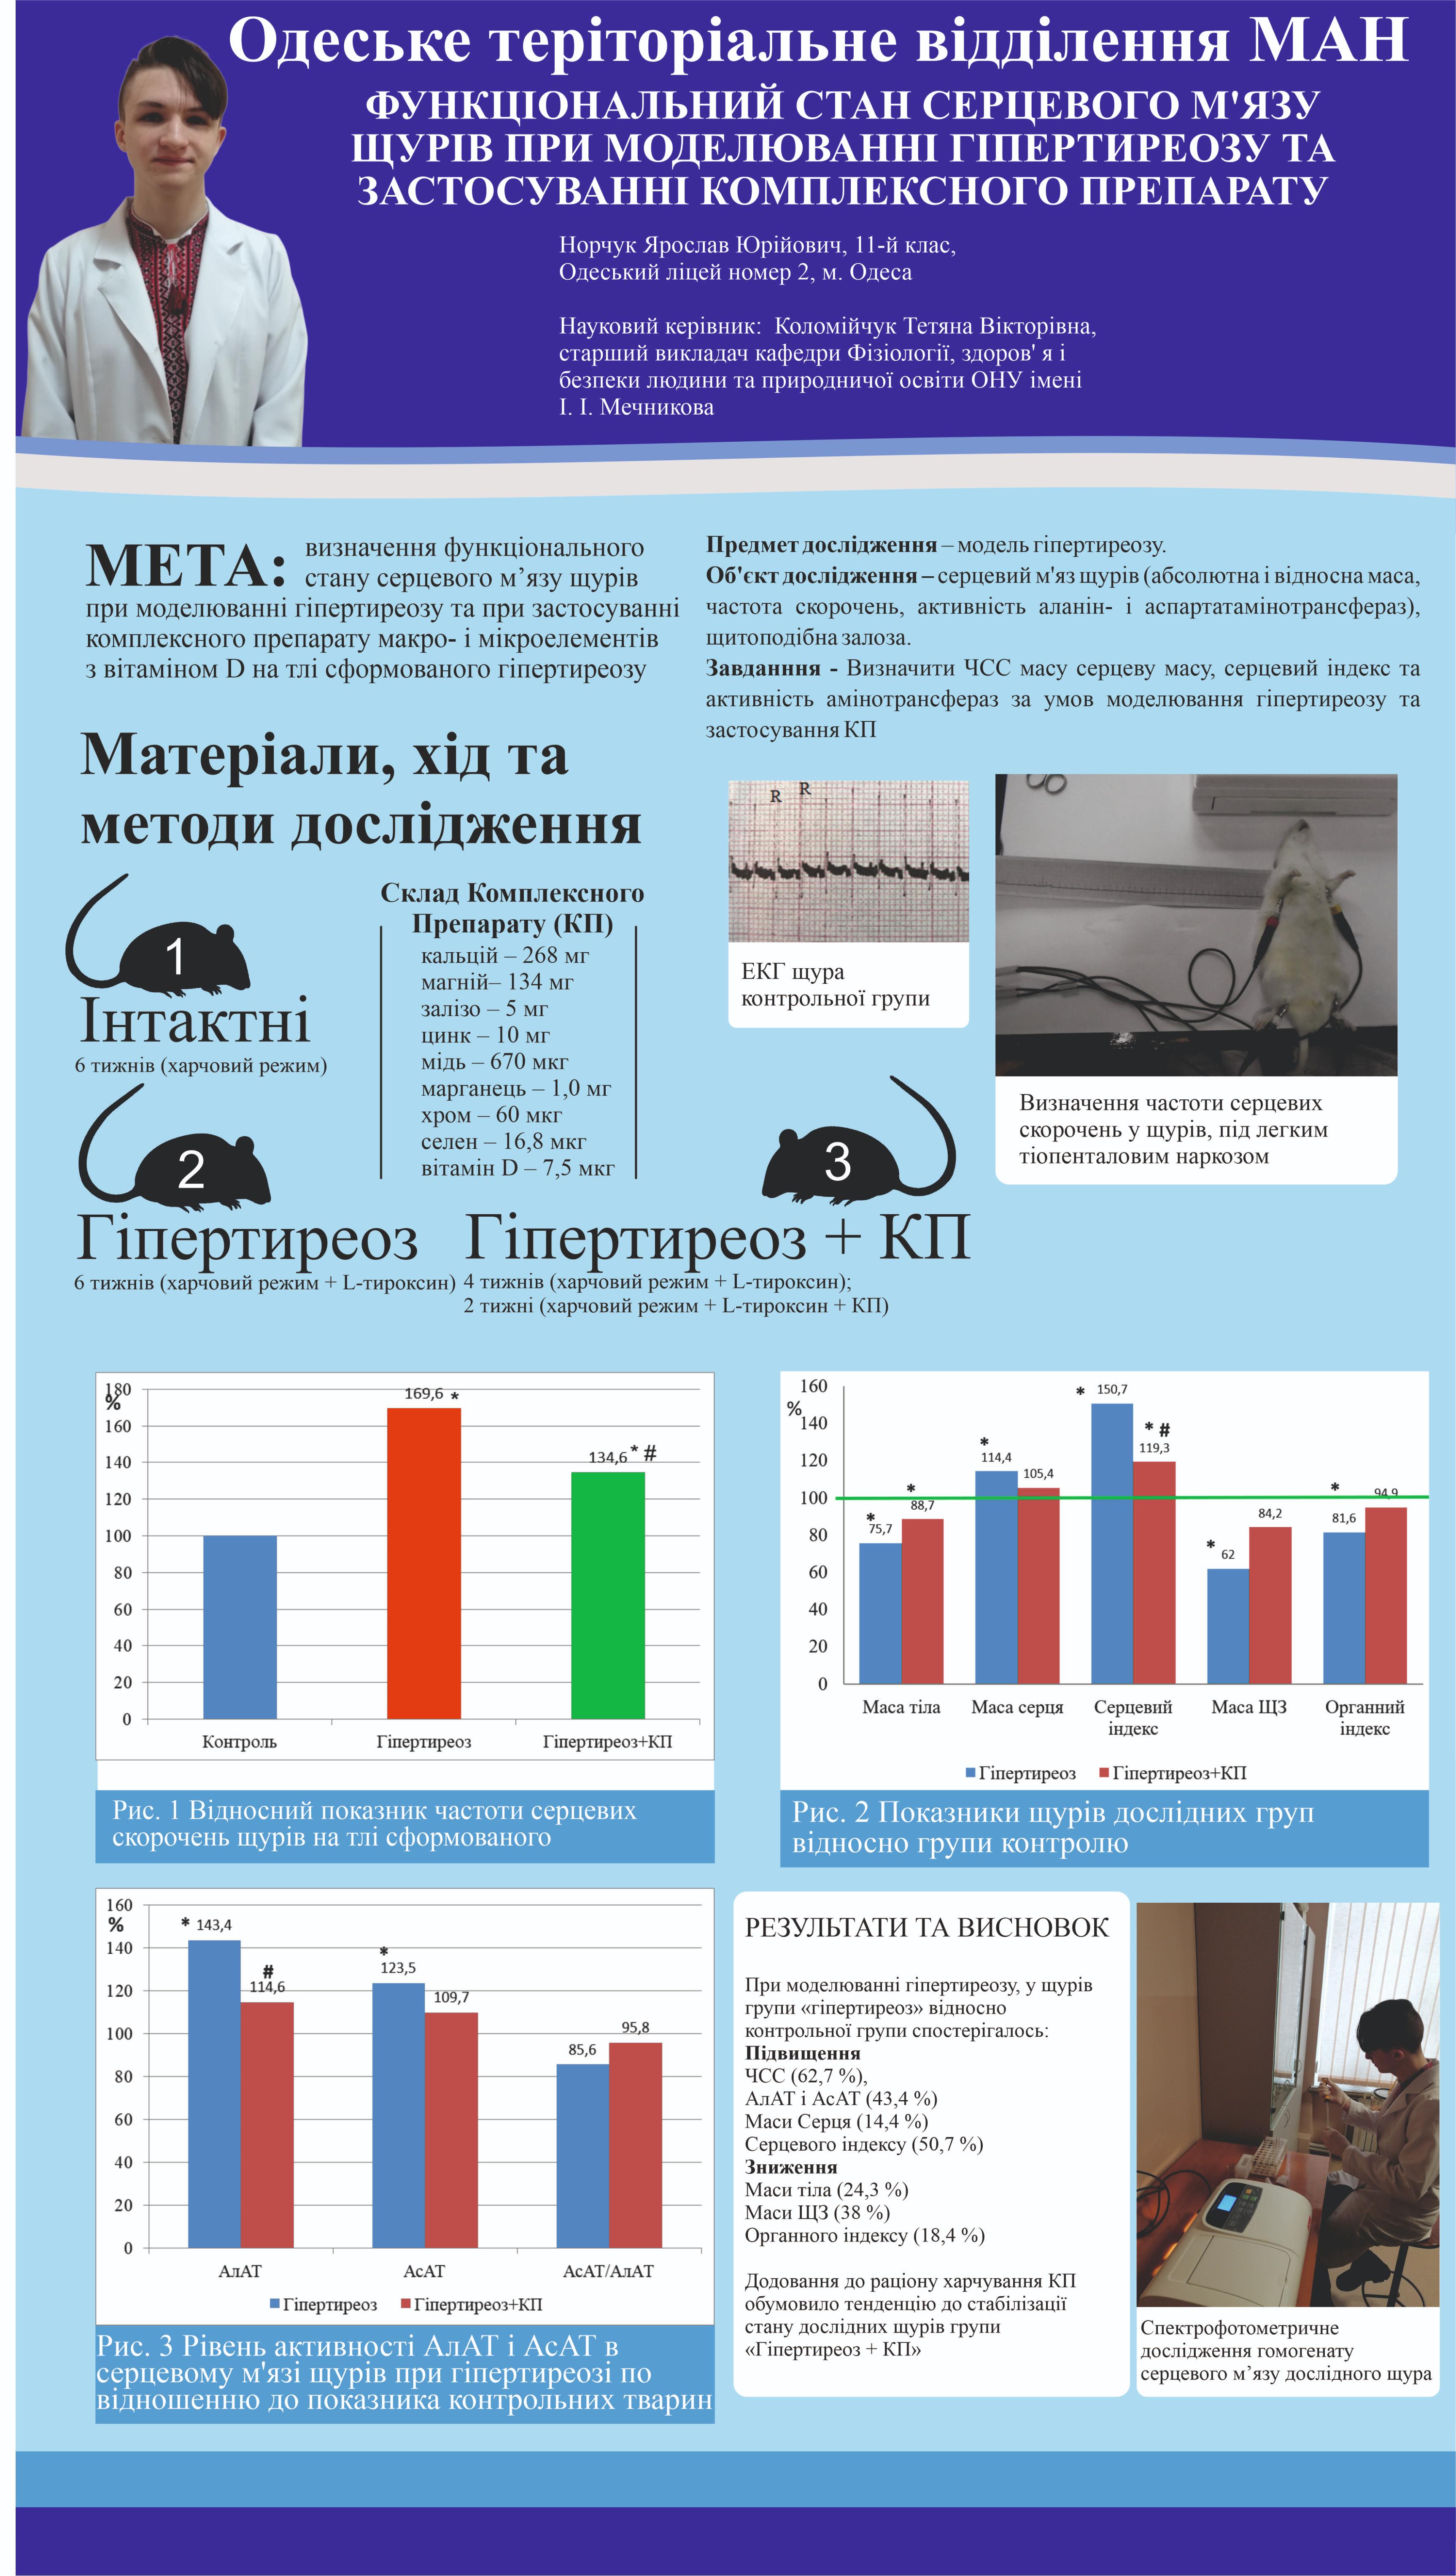 Одеське теріторіальне відділення МАН
ФУНКЦІОНАЛЬНИЙ СТАН СЕРЦЕВОГО М'ЯЗУ
ЩУРІВ ПРИ МОДЕЛЮВАННІ ГІПЕРТИРЕОЗУ ТА
ЗАСТОСУВАННІ КОМПЛЕКСНОГО ПРЕПАРАТУ
Норчук Ярослав Юрійович, 11-й клас,
Одеський ліцей номер 2, м. Одеса
Науковий керівник: Коломійчук Тетяна Вікторівна,
старший викладач кафедри Фізіології, здоров' я і
безпеки людини та природничої освіти ОНУ імені
І. І. Мечникова
МЕТА: визначення функціонального
стану серцевого м’язу щурів
при моделюванні гіпертиреозу та при застосуванні
комплексного препарату макро- і мікроелементів
з вітаміном D на тлі сформованого гіпертиреозу
Предмет дослідження – модель гіпертиреозу.
Об'єкт дослідження – серцевий м'яз щурів (абсолютна і відносна маса,
частота скорочень, активність аланін- і аспартатамінотрансфераз),
щитоподібна залоза.
Завданння - Визначити ЧСС масу серцеву масу, серцевий індекс та
активність амінотрансфераз за умов моделювання гіпертиреозу та
застосування КП
Матеріали, хід та
методи дослідження
1
Інтактні
6 тижнів (харчовий режим)
2
Гіпертиреоз
6 тижнів (харчовий режим + L-тироксин)
Склад Комплексного
Препарату (КП)
кальцій – 268 мг
магній– 134 мг
залізо – 5 мг
цинк – 10 мг
мідь – 670 мкг
марганець – 1,0 мг
хром – 60 мкг
селен – 16,8 мкг
вітамін D – 7,5 мкг
3
Гіпертиреоз + КП
4 тижнів (харчовий режим + L-тироксин);
2 тижні (харчовий режим + L-тироксин + КП)
R R
ЕКГ щура
контрольної групи
Визначення частоти серцевих
скорочень у щурів, під легким
тіопенталовим наркозом
180
%
160
140
120
100
80
60
40
20
0
169,6 *
134,6 * #
Контроль Гіпертиреоз Гіпертиреоз+КП
Рис. 1 Відносний показник частоти серцевих
скорочень щурів на тлі сформованого
160
%
140
120
100
80
60
40
20
0
* 75,7
* 88,7
* 114,4
105,4
* 150,7
* # 119,3
* 62
84,2
* 81,6
94,9
Маса тіла Маса серця Серцевий Маса ЩЗ Органний
індекс індекс
Гіпертиреоз Гіпертиреоз+КП
Рис. 2 Показники щурів дослідних груп
відносно групи контролю
160
%
140
120
100
80
60
40
20
0
* 143,4
# 114,6
* 123,5
109,7
85,6
95,8
АлАТ АсАТ АсАТ/АлАТ
Гіпертиреоз Гіпертиреоз+КП
Рис. 3 Рівень активності АлАТ і АсАТ в
серцевому м'язі щурів при гіпертиреозі по
відношенню до показника контрольних тварин
РЕЗУЛЬТАТИ ТА ВИСНОВОК
При моделюванні гіпертиреозу, у щурів
групи «гіпертиреоз» відносно
контрольної групи спостерігалось:
Підвищення
ЧСС (62,7 %),
АлАТ і АсАТ (43,4 %)
Маси Серця (14,4 %)
Серцевого індексу (50,7 %)
Зниження
Маси тіла (24,3 %)
Маси ЩЗ (38 %)
Органного індексу (18,4 %)
Додовання до раціону харчування КП
обумовило тенденцію до стабілізації
стану дослідних щурів групи
«Гіпертиреоз + КП»
Спектрофотометричне
дослідження гомогенату
серцевого м’язу дослідного щура